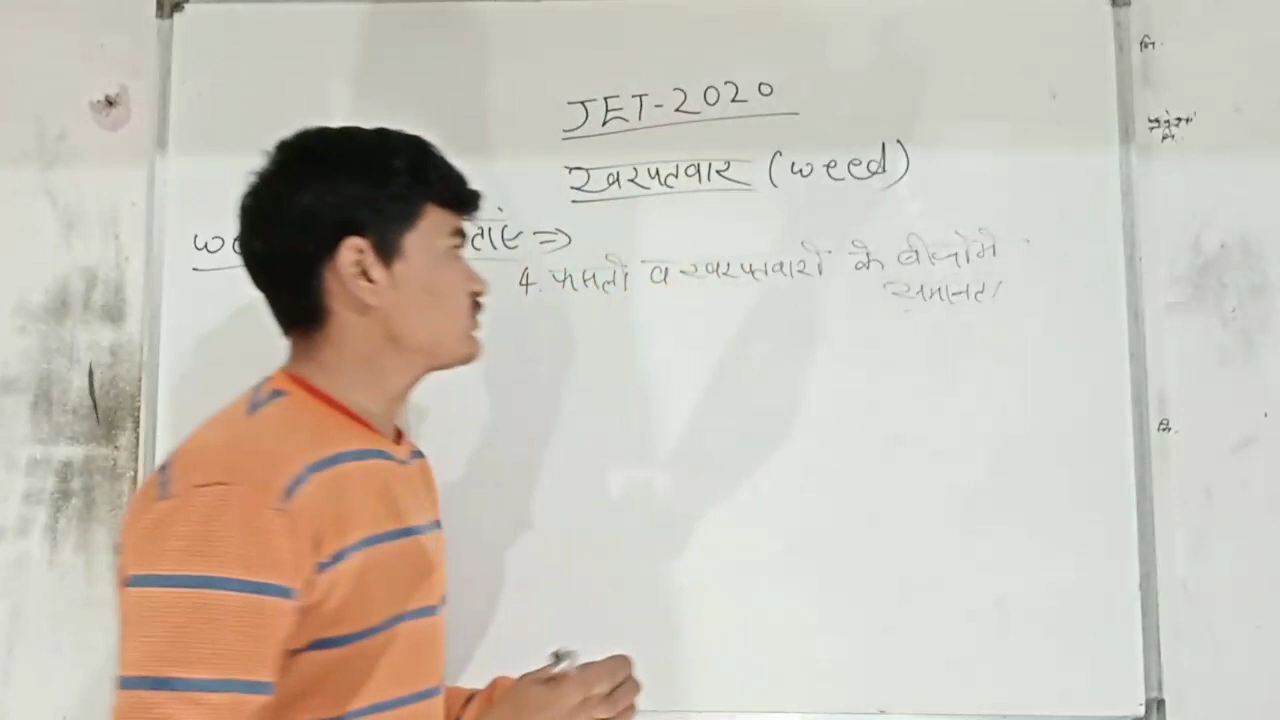 JET-2020
खरपतवार (weed)
=>
4. फसलों व खरपतवारों के बीजो मे
समानता
नि.
नि.